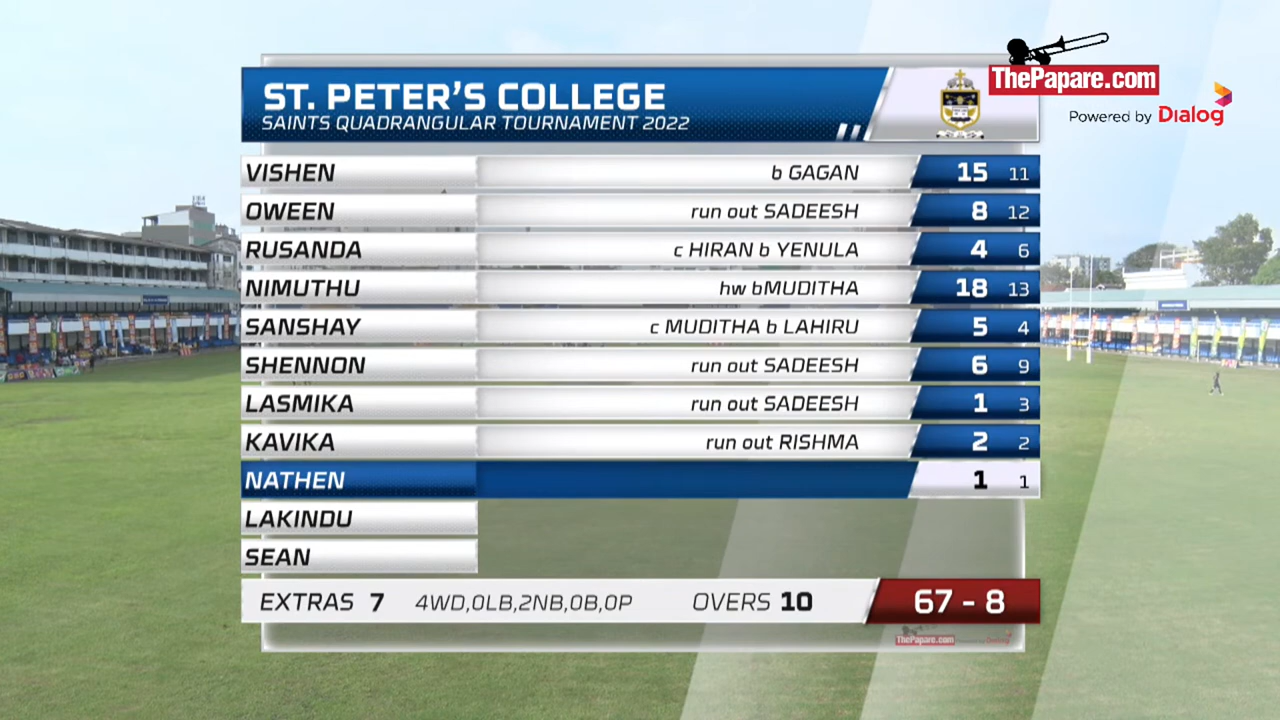 ThePapare.com
Powered by Dialog
ST. PETER'S COLLEGE
SAINTS QUADRANGULAR TOURNAMENT 2022
VISHEN b GAGAN 15 11
OWEEN run out SADEESH 8 12
RUSANDA c HIRAN b YENULA 4 6
NIMUTHU hw bMUDITHA 18 13
SANSHAY c MUDITHA b LAHIRU 5 4
SHENNON run out SADEESH 6 9
LASMIKA run out SADEESH 1 3
KAVIKA run out RISHMA 2 2
NATHEN 1 1
LAKINDU
SEAN
EXTRAS 7 4WD,0LB,2NB,0B,0P OVERS 10 67 - 8
ThePapare.com